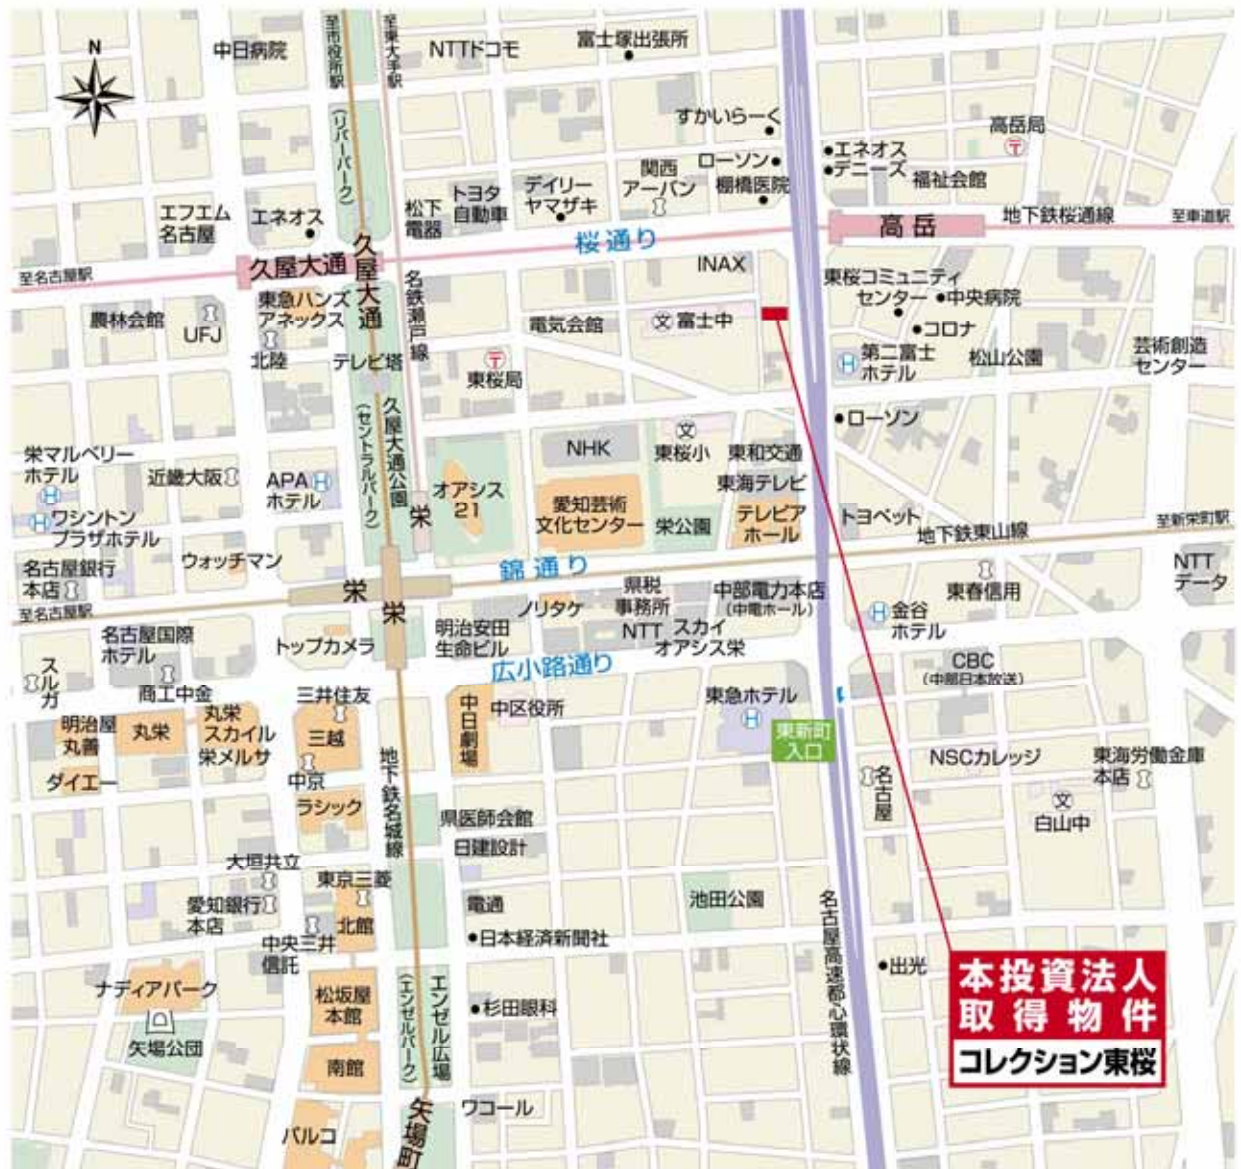 至市役所駅
至東大手駅
N
中日病院
NTTドコモ
富士塚出張所
すかいらーく
高岳局
(リバーパーク)
エネオス
デニーズ
関西
アーバン
ローソン
棚橋医院
福祉会館
デイリー
ヤマザキ
トヨタ
自動車
松下
電器
エフエム
名古屋
エネオス
高岳
地下鉄桜通線
至車道駅
桜通り
久屋大通
久屋大通
至名古屋駅
INAX
東急ハンズ
アネックス
名鉄瀬戸線
東桜コミュニティ
センター
中央病院
農林会館
UFJ
電気会館
文
富士中
コロナ
北陸
テレビ塔
〒
東桜局
H
第二富士
ホテル
松山公園
芸術創造
センター
久屋大通公園
(セントラルパーク)
ローソン
文
東桜小
NHK
東和交通
栄マルベリー
ホテル
H
近畿大阪
APA
ホテル
H
オアシス
21
東海テレビ
愛知芸術
文化センター
栄公園
テレピア
ホール
トヨペット
栄
H
ワシントン
プラザホテル
地下鉄東山線
至新栄町駅
ウォッチマン
錦通り
名古屋銀行
本店
NTT
データ
栄
栄
ノリタケ
県税
事務所
中部電力本店
(中電ホール)
東春信用
至名古屋駅
H
金谷
ホテル
名古屋国際
ホテル
トップカメラ
明治安田
生命ビル
NTT
スカイ
オアシス栄
広小路通り
CBC
(中部日本放送)
スルガ
商工中金
三井住友
東急ホテル
H
明治屋
丸善
丸栄
丸栄
スカイル
栄メルサ
三越
中日劇場
中区役所
東新町
入口
NSCカレッジ
東海労働金庫
本店
ダイエー
中京
地下鉄名城線
名古屋
ラシック
県医師会館
文
白山中
日建設計
大垣共立
東京三菱
愛知銀行
本店
北館
電通
池田公園
名古屋高速都心環状線
中央三井
信託
日本経済新聞社
出光
ナディアパーク
松坂屋
本館
エンゼル広場
(エンゼルパーク)
杉田眼科
矢場公団
南館
ワコール
パルコ
矢場町
本投資法人
取得物件
コレクション東桜